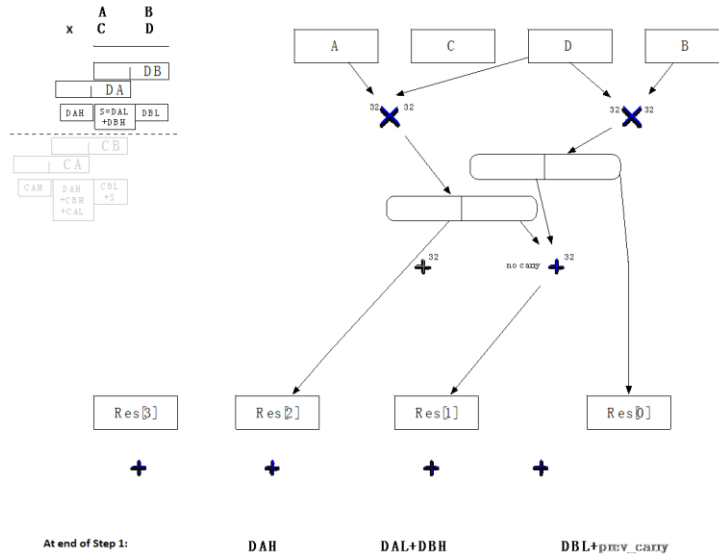 A B
x C D
DB
DA
DAH S=DAL +DBH DBL
CB
CA
CAH DAH +CBH +CAL CBL +S
A C D B
32 32 32 32
32 no carry 32
Res[3] Res[2] Res[1] Res[0]
At end of Step 1: DAH DAL+DBH DBL+prev_carry